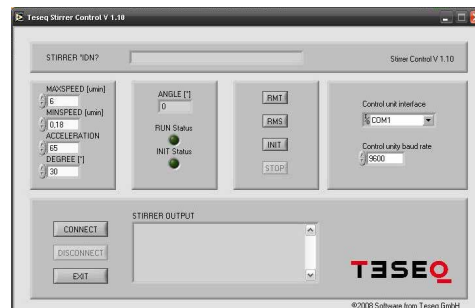 Teseq Stirrer Control V 1.10
STIRRER *IDN?
Stirrer Control V 1.10
MAXSPEED [umin]
6
MINSPEED [umin]
0,18
ACCELERATION
65
DEGREE [°]
30
ANGLE [°]
0
RUN Status
INIT Status
RMT
RMS
INIT
STOP
Control unit interface
COM1
Control unity baud rate
9600
CONNECT
DISCONNECT
EXIT
STIRRER OUTPUT
TESEQ
©2008 Software from Teseq GmbH